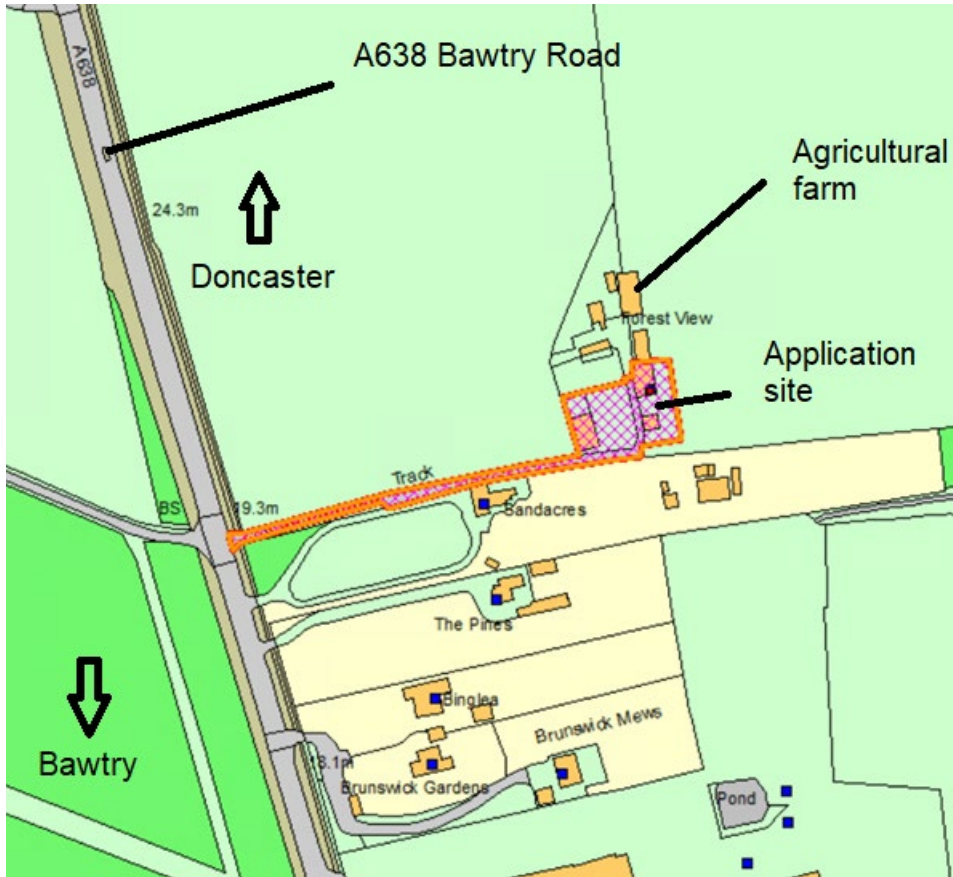 A638
A638 Bawtry Road
Agricultural
farm
24.3m
Doncaster
Forest View
Application
site
Track
BS
19.3m
Sandacres
The Pines
Bawtry
Binglea
Brunswick Mews
18.1m
Brunswick Gardens
Pond